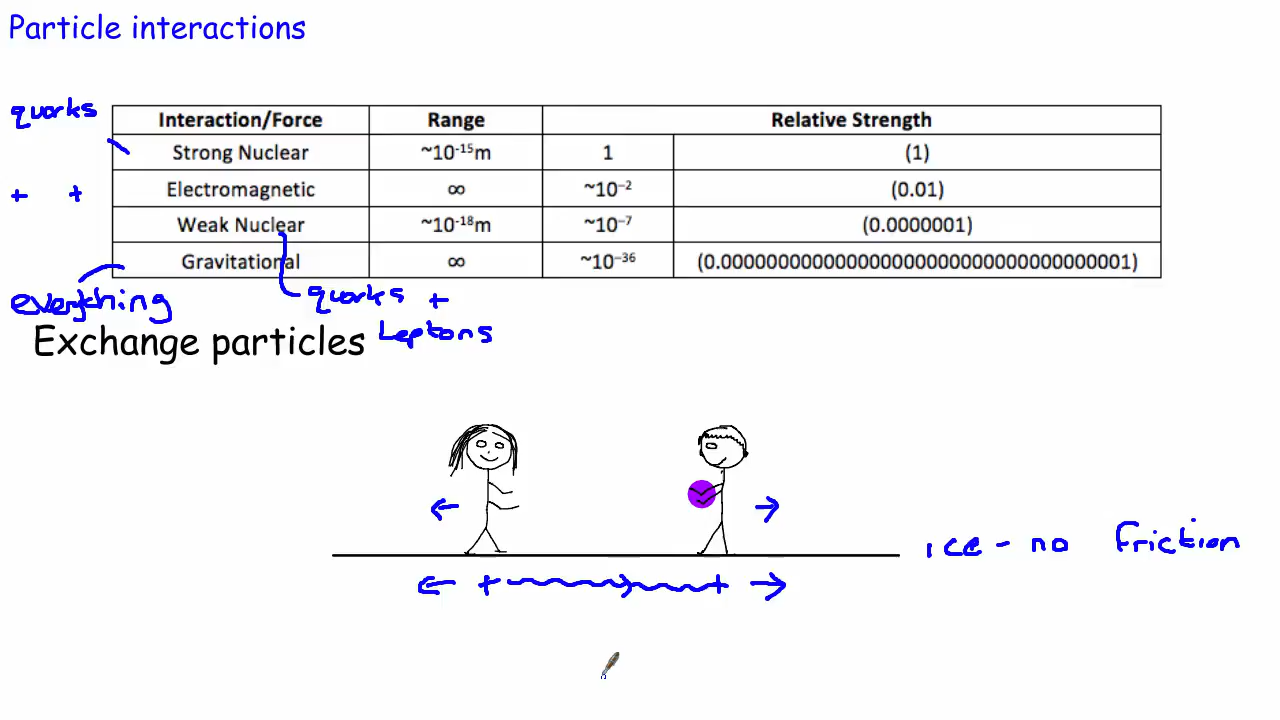 Particle interactions
quarks
Interaction/Force Range Relative Strength
Strong Nuclear ~10⁻¹⁵m 1 (1)
+ + Electromagnetic ∞ ~10⁻² (0.01)
Weak Nuclear ~10⁻¹⁸m ~10⁻⁷ (0.0000001)
Gravitational ∞ ~10⁻³⁶ (0.000000000000000000000000000000000001)
everything quarks +
Leptons
Exchange particles
ice - no friction
+ +